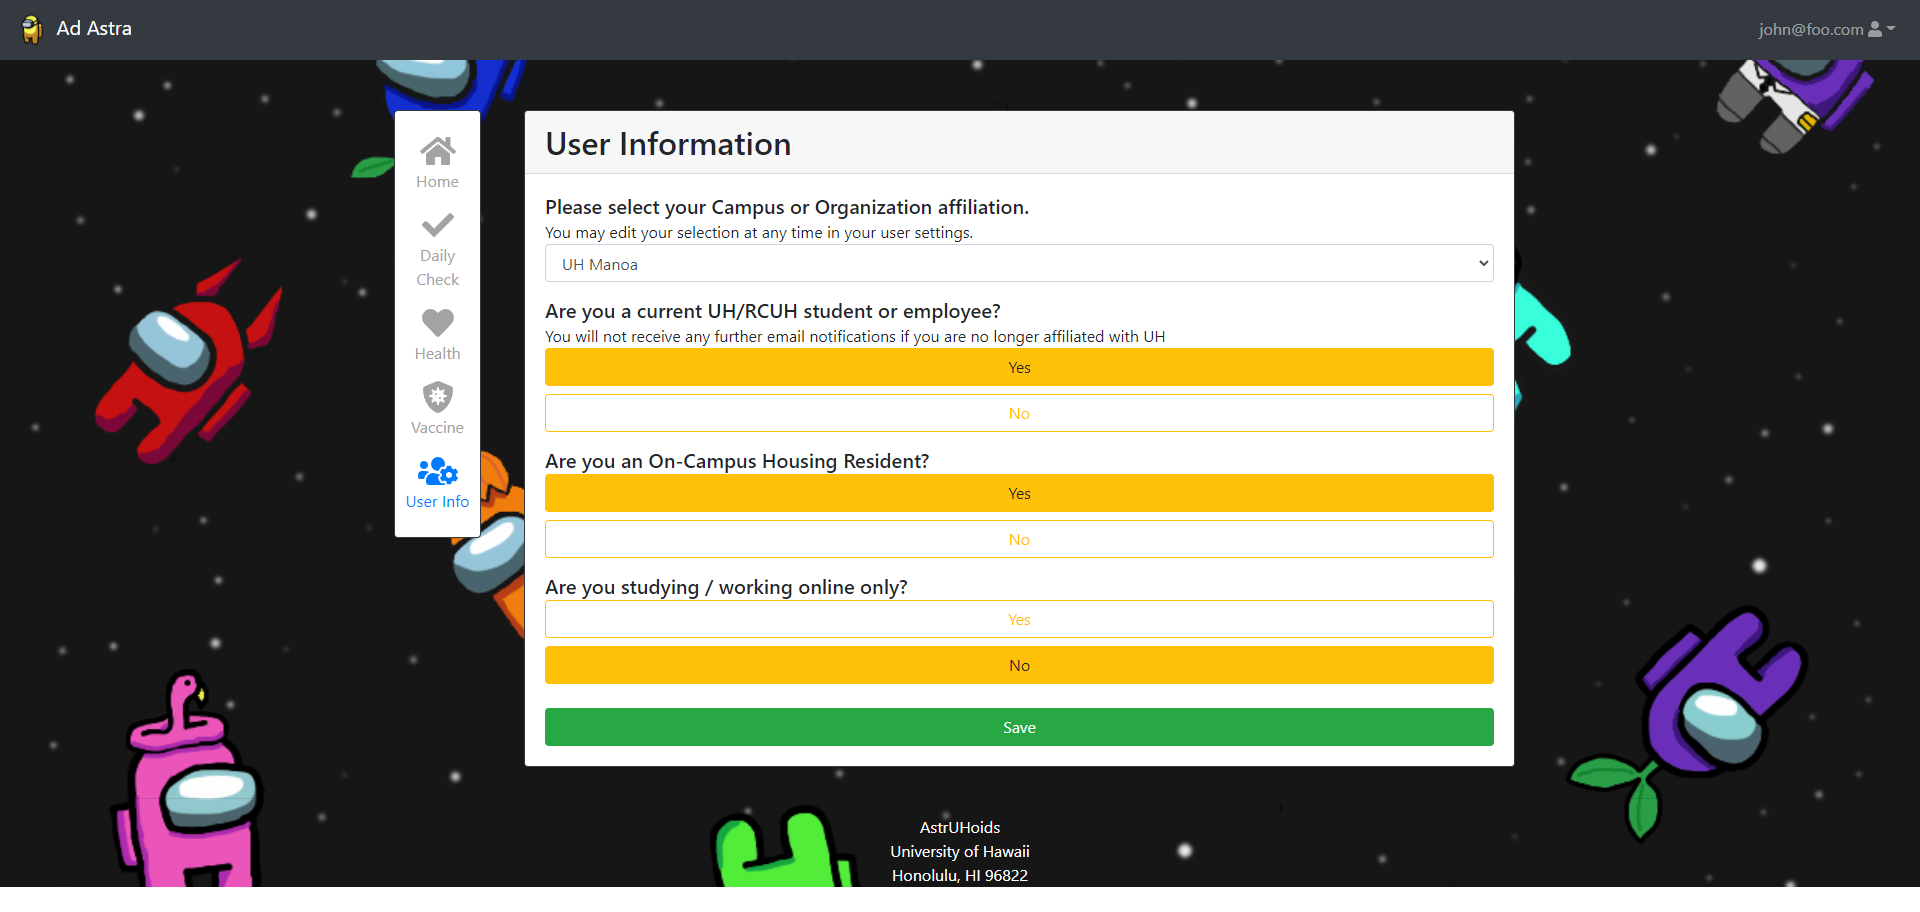 Ad Astra
john@foo.com
Home
Daily
Check
Health
Vaccine
User Info
User Information
Please select your Campus or Organization affiliation.
You may edit your selection at any time in your user settings.
UH Manoa
Are you a current UH/RCUH student or employee?
You will not receive any further email notifications if you are no longer affiliated with UH
Yes
No
Are you an On-Campus Housing Resident?
Yes
No
Are you studying / working online only?
Yes
No
Save
AstrUHoids
University of Hawaii
Honolulu, HI 96822